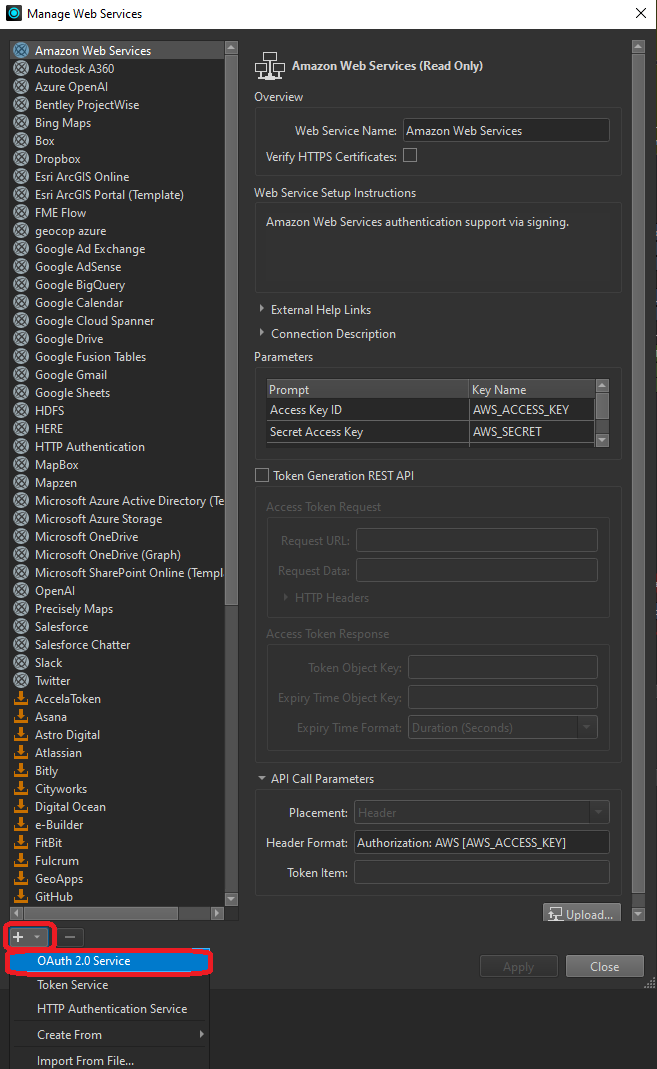 Manage Web Services
Amazon Web Services
Autodesk A360
Azure OpenAI
Bentley ProjectWise
Bing Maps
Box
Dropbox
Esri ArcGIS Online
Esri ArcGIS Portal (Template)
FME Flow
geocop azure
Google Ad Exchange
Google AdSense
Google BigQuery
Google Calendar
Google Cloud Spanner
Google Drive
Google Fusion Tables
Google Gmail
Google Sheets
HDFS
HERE
HTTP Authentication
MapBox
Mapzen
Microsoft Azure Active Directory (Te
Microsoft Azure Storage
Microsoft OneDrive
Microsoft OneDrive (Graph)
Microsoft SharePoint Online (Templ
OpenAI
Precisely Maps
Salesforce
Salesforce Chatter
Slack
Twitter
AccelaToken
Asana
Astro Digital
Atlassian
Bitly
Cityworks
Digital Ocean
e-Builder
FitBit
Fulcrum
GeoApps
GitHub
OAuth 2.0 Service
Token Service
HTTP Authentication Service
Create From
Import From File...
Amazon Web Services (Read Only)
Overview
Web Service Name: Amazon Web Services
Verify HTTPS Certificates:
Web Service Setup Instructions
Amazon Web Services authentication support via signing.
External Help Links
Connection Description
Parameters
Prompt Key Name
Access Key ID AWS_ACCESS_KEY
Secret Access Key AWS_SECRET
Token Generation REST API
Access Token Request
Request URL:
Request Data:
HTTP Headers
Access Token Response
Token Object Key:
Expiry Time Object Key:
Expiry Time Format: Duration (Seconds)
API Call Parameters
Placement: Header
Header Format: Authorization: AWS [AWS_ACCESS_KEY]
Token Item:
Upload...
Apply Close